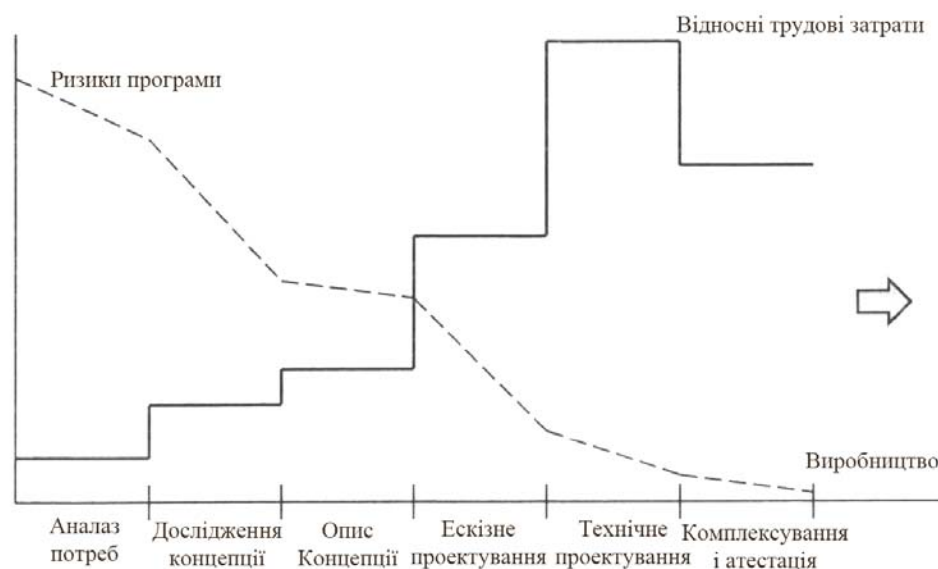 Відносні трудові затрати
Ризики програми
Виробництво
Аналаз
потреб
Дослідження
концепції
Опис
Концепції
Ескізне
проектування
Технічне
проектування
Комплексування
і атестація